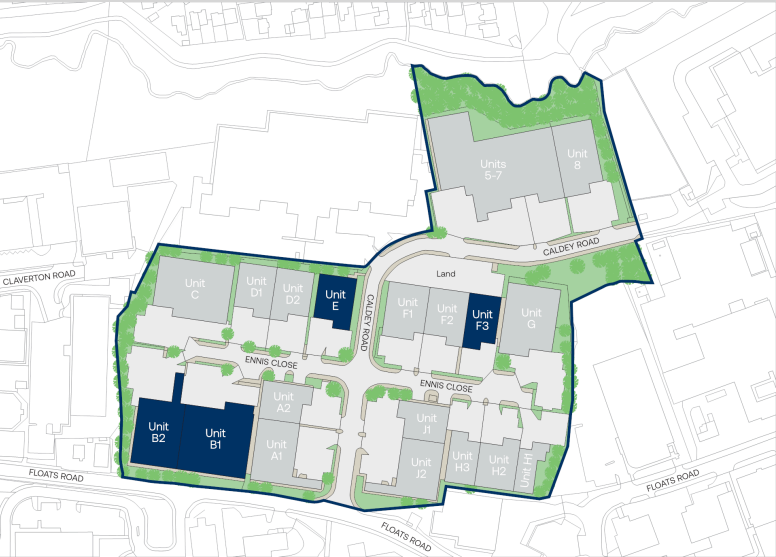 Units
5-7
Unit
8
CALDEY ROAD
CLAVERTON ROAD
Land
Unit
C
Unit
D1
Unit
D2
Unit
E
CALDEY ROAD
Unit
F1
Unit
F2
Unit
F3
Unit
G
ENNIS CLOSE
ENNIS CLOSE
Unit
A2
Unit
B2
Unit
B1
Unit
A1
Unit
J1
Unit
J2
Unit
H3
Unit
H2
Unit H1
FLOATS ROAD
FLOATS ROAD
FLOATS ROAD